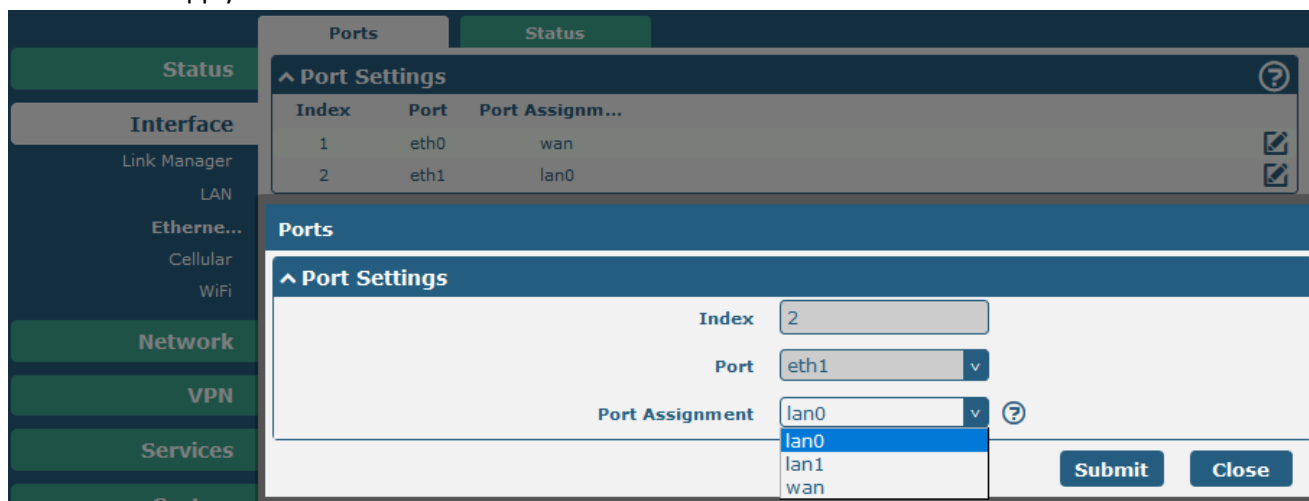 Ports Status
Status
Port Settings
Index Port Port Assignm...
Interface
1 eth0 wan
Link Manager
2 eth1 lan0
LAN
Etherne...
Ports
Cellular
Port Settings
WiFi
Index 2
Network
Port eth1
VPN
Port Assignment lan0
lan0
Services
lan1
Submit Close
wan